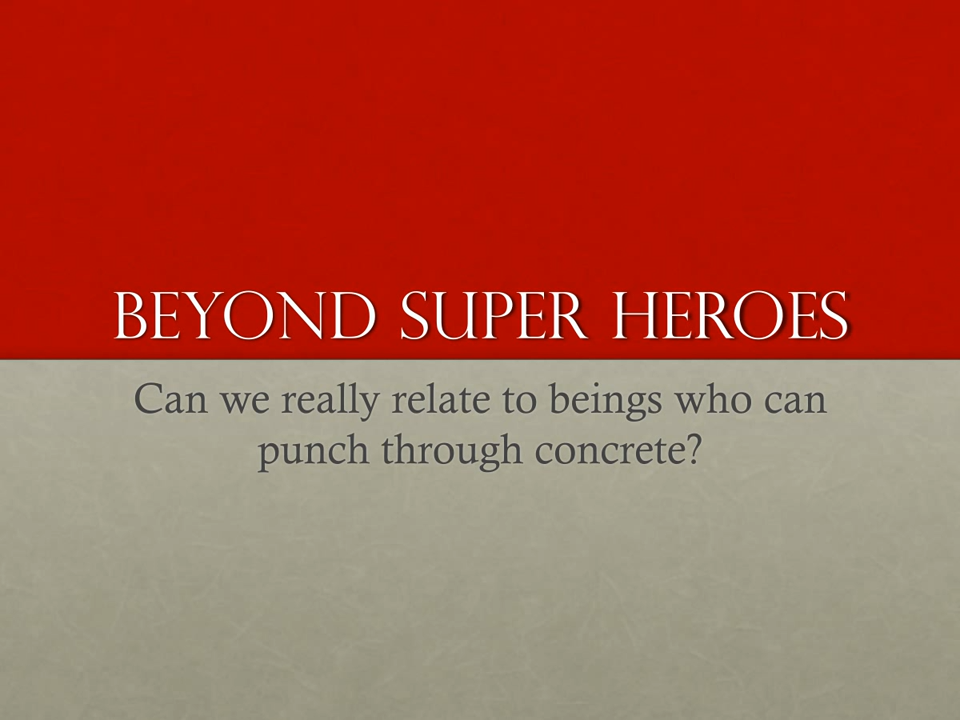 BEYOND SUPER HEROES
Can we really relate to beings who can
punch through concrete?